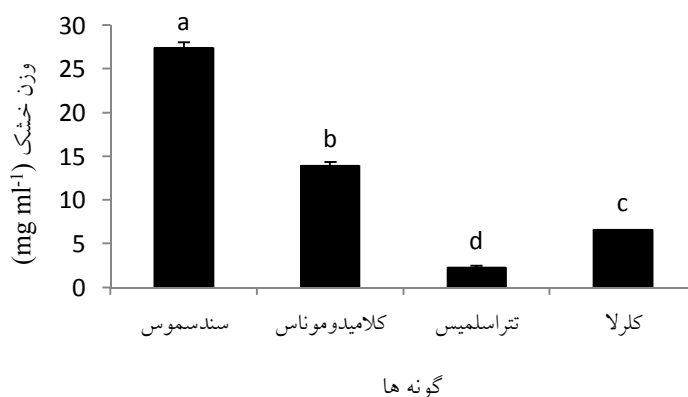 وزن خشک
(mg ml-1)
30
25
20
15
10
5
0
a
b
d
c
سندسموس
کلامیدوموناس
تتراسلمیس
کلرلا
گونه ها